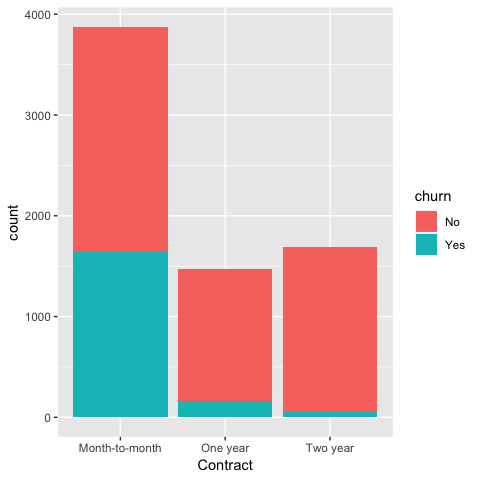 4000
3000
2000
1000
0
count
Month-to-month
One year
Two year
Contract
churn
No
Yes